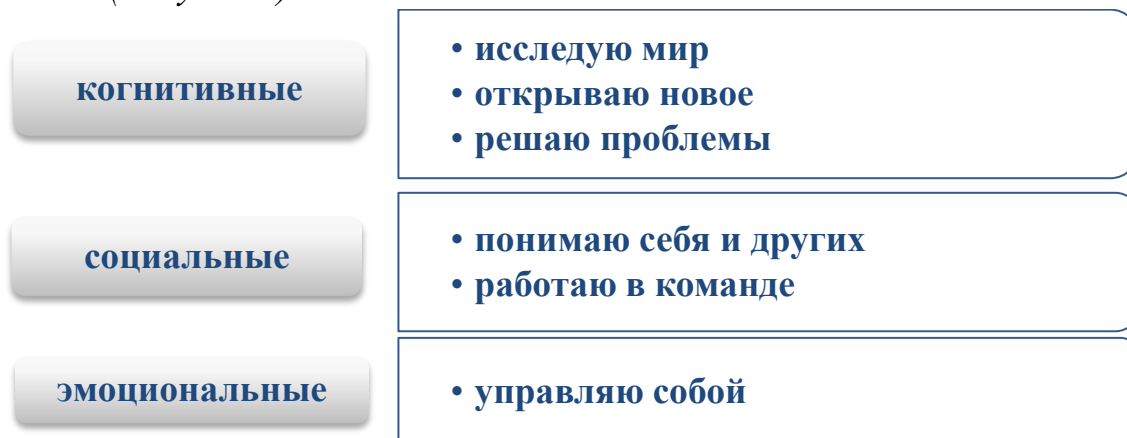 когнитивные
• исследую мир
• открываю новое
• решаю проблемы
социальные
• понимаю себя и других
• работаю в команде
эмоциональные
• управляю собой